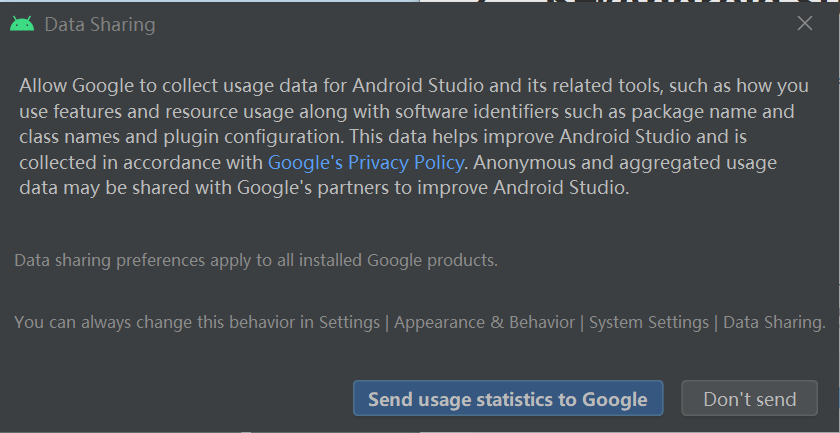 Data Sharing
Allow Google to collect usage data for Android Studio and its related tools, such as how you
use features and resource usage along with software identifiers such as package name and
class names and plugin configuration. This data helps improve Android Studio and is
collected in accordance with Google's Privacy Policy. Anonymous and aggregated usage
data may be shared with Google's partners to improve Android Studio.
Data sharing preferences apply to all installed Google products.
You can always change this behavior in Settings | Appearance & Behavior | System Settings | Data Sharing.
Send usage statistics to Google
Don't send